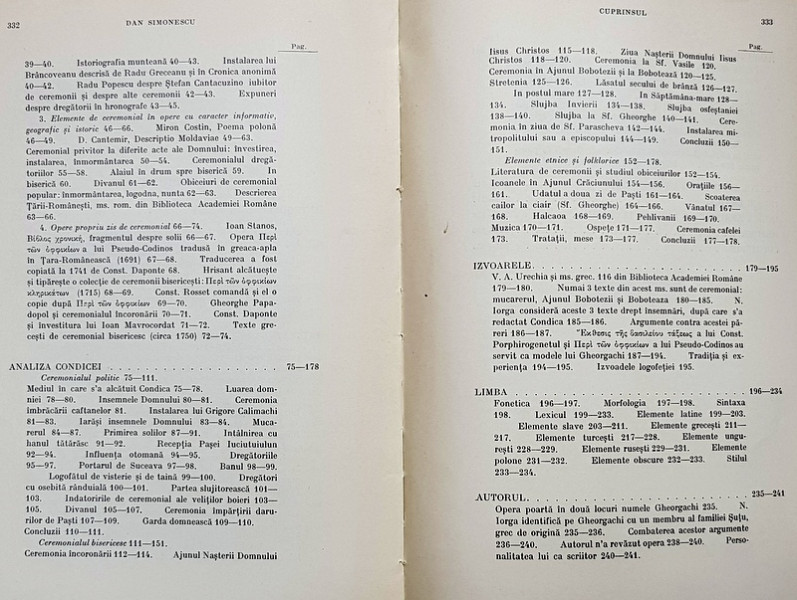 332
DAN SIMONESCU
Pag.
39—40. Istoriografia munteană 40—43. Instalarea lui
Brâncoveanu descrisă de Radu Greceanu și în Cronica anonimă
40—42. Radu Popescu despre Ștefan Cantacuzino iubitor
de ceremonii și despre alte ceremonii 42—43. Expuneri
despre dregătorii în hronografe 43—45.
3. Elemente de ceremonial în opere cu caracter informativ,
geografic și istoric 46—66. Miron Costin, Poema polonă
46—49. D. Cantemir, Descriptio Moldaviae 49—63.
Ceremonial privitor la diferite acte ale Domnului: Investirea,
instalarea, înmormântarea 50—54. Ceremonialul dregă-
toriilor 55—58. Alaiul în drum spre biserică 59. In
biserică 60. Divanul 61—62. Obiceiuri de ceremonial
popular: înmormântarea, logodna, nunta 62—63. Descrierea
Țării-Românești, ms. rom. din Biblioteca Academiei Române
63—66.
4. Opere propriu zis de ceremonial 66—74. Ioan Stanos,
Βίβλος χρονική, fragmentul despre solii 66—67. Opera Περὶ
τῶν ὀφφικίων a lui Pseudo-Codinos tradusă în greaca-apla
în Țara-Românească (1691) 67—68. Traducerea a fost
copiată la 1741 de Const. Daponte 68. Hrisant alcătuește
și tipărește o colecție de ceremonii bisericești: Περὶ τῶν ὀφφικίων
κληρικάτων (1715) 68—69. Const. Rosset comandă și el o
copie după Περὶ τῶν ὀφφικίων 69—70. Gheorghe Papa-
dopol și ceremonialul încoronării 70—71. Const. Daponte
și investitura lui Ioan Mavrocordat 71—72. Texte gre-
cești de ceremonial bisericesc (circa 1750) 72—74.
ANALIZA CONDICEI . . . . . . . . . . . . . . . 75—178
Ceremonialul politic 75—111.
Mediul în care s'a alcătuit Condica 75—78. Luarea dom-
niei 78—80. Insemnele Domnului 80—81. Ceremonia
îmbrăcării caftanelor 81. Instalarea lui Grigore Calimachi
81—83. Iarăși însemnele Domnului 83—84. Muca-
rerul 84—87. Primirea solilor 87—91. Intâlnirea cu
hanul tătărăsc 91—92. Recepția Pașei Iuciutuiulun
92—94. Influența otomană 94—95. Dregătoriile
95—97. Portarul de Suceava 97—98. Banul 98—99.
Logofătul de visterie și de taină 99—100. Dregători
cu osebită rânduială 100—101. Partea slujitorească 101—
103. Indatoririle de ceremonial ale veliților boieri 103—
105. Divanul 105—107. Ceremonia împărțirii daru-
rilor de Paști 107—109. Garda domnească 109—110.
Concluzii 110—111.
Ceremonialul bisericesc 111—151.
Ceremonia încoronării 112—114. Ajunul Nașterii Domnului
CUPRINSUL
333
Pag.
Iisus Christos 115—118. Ziua Nașterii Domnului Iisus
Christos 118—120. Ceremonia la Sf. Vasile 120.
Ceremonia în Ajunul Bobotezii și la Bobotează 120—125.
Stretenia 125—126. Lăsatul secului de brânză 126—127.
In postul mare 127—128. In Săptămâna-mare 128—
134. Slujba Invierii 134—138. Slujba osfeștaniei
138—140. Slujba la Sf. Gheorghe 140—141. Cere-
monia în ziua de Sf. Parascheva 142—144. Instalarea mi-
tropolitului sau a episcopului 144—149. Concluzii 150—
151.
Elemente etnice și folklorice 152—178.
Literatura de ceremonii și studiul obiceiurilor 152—154.
Icoanele în Ajunul Crăciunului 154—156. Orațiile 156—
161. Udatul a doua zi de Paști 161—164. Scoaterea
cailor la ciair (Sf. Gheorghe) 164—166. Vânatul 167—
168. Halcaoa 168—169. Pehlivanii 169—170.
Muzica 170—171. Ospețe 171—177. Ceremonia cafelei
173. Tratații, mese 173—177. Concluzii 177—178.
IZVOARELE. . . . . . . . . . . . . . . . . . 179—195
V. A. Urechia și ms. grec. 116 din Biblioteca Academiei Române
179—180. Numai 3 texte din acest ms. sunt de ceremonial:
mucarerul, Ajunul Bobotezii și Boboteaza 180—185. N.
Iorga consideră aceste 3 texte drept însemnări, după care s'a
redactat Condica 185—186. Argumente contra acestei pă-
reri 186—187. Ἔκθεσις τῆς βασιλείου τάξεως a lui Const.
Porphirogenetul și Περὶ τῶν ὀφφικίων a lui Pseudo-Codinos au
servit ca modele lui Gheorgachi 187—194. Tradiția și ex-
periența 194—195. Izvoadele logofeției 195.
LIMBA . . . . . . . . . . . . . . . . . . . . 196—234
Fonetica 196—197. Morfologia 197—198. Sintaxa
198. Lexicul 199—233. Elemente latine 199—203.
Elemente slave 203—211. Elemente grecești 211—
217. Elemente turcești 217—228. Elemente ungu-
rești 228—229. Elemente rusești 229—231. Elemente
polone 231—232. Elemente obscure 232—233. Stilul
233—234.
AUTORUL. . . . . . . . . . . . . . . . . . . 235—241
Opera poartă în două locuri numele Gheorgachi 235. N.
Iorga identifică pe Gheorgachi cu un membru al familiei Șuțu,
grec de origină 235—236. Combaterea acestor argumente
236—240. Autorul n'a revăzut opera 238—240. Perso-
nalitatea lui ca scriitor 240—241.